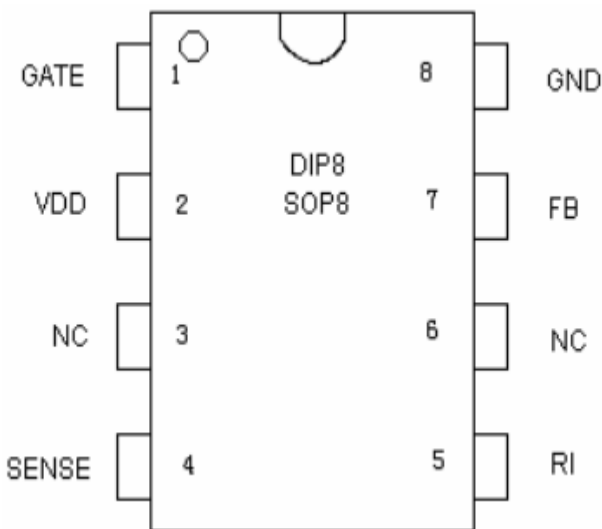 GATE 1 8 GND
DIP8
VDD 2 SOP8 7 FB
NC 3 6 NC
SENSE 4 5 RI